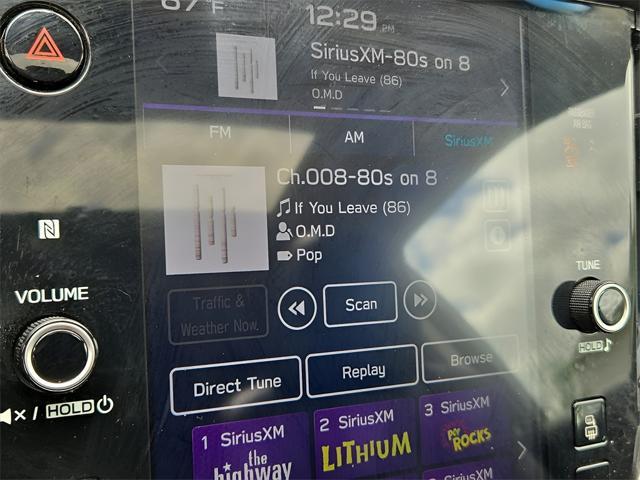 67°F
12:29 PM
SiriusXM-80s on 8
If You Leave (86)
O.M.D
FM
AM
SiriusXM
Ch.008-80s on 8
If You Leave (86)
O.M.D
Pop
VOLUME
TUNE
Traffic &
Weather Now.
Scan
HOLD
Direct Tune
Replay
Browse
HOLD
1 SiriusXM
the
highway
2 SiriusXM
LITHIUM
3 SiriusXM
POP
ROCKS
SiriusXM